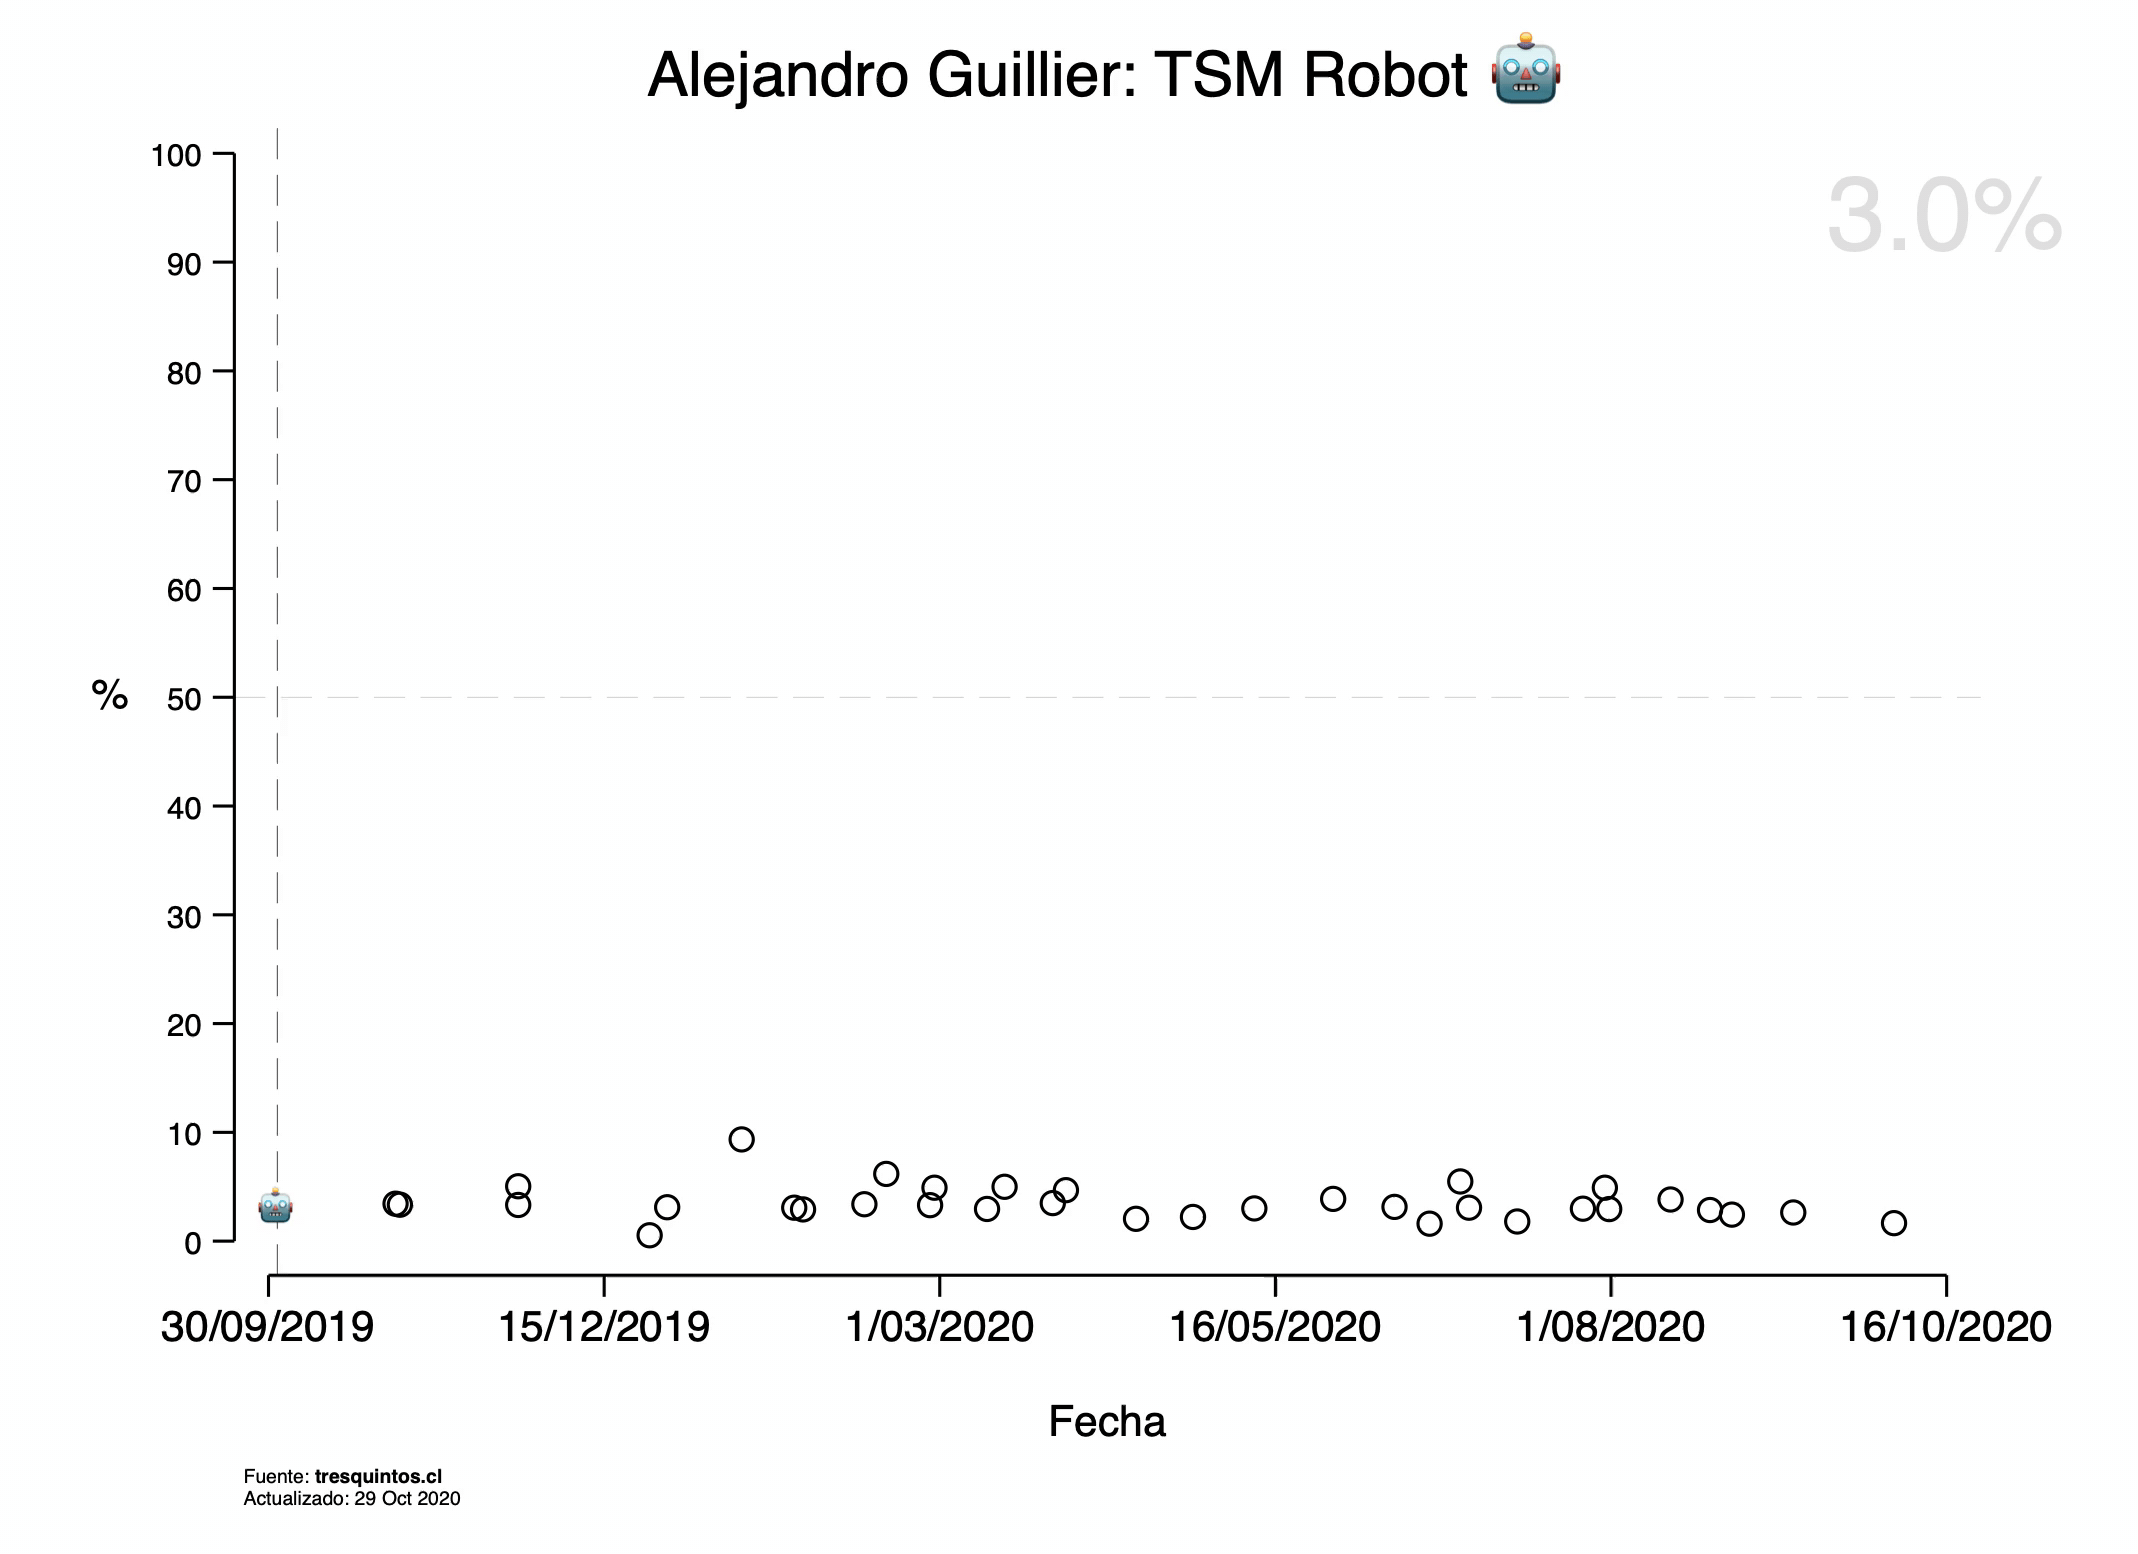 Alejandro Guillier: TSM Robot 🤖
3.0%
100
90
80
70
60
50
40
30
20
10
0
%
30/09/2019 15/12/2019 1/03/2020 16/05/2020 1/08/2020 16/10/2020
Fecha
Fuente: tresquintos.cl
Actualizado: 29 Oct 2020